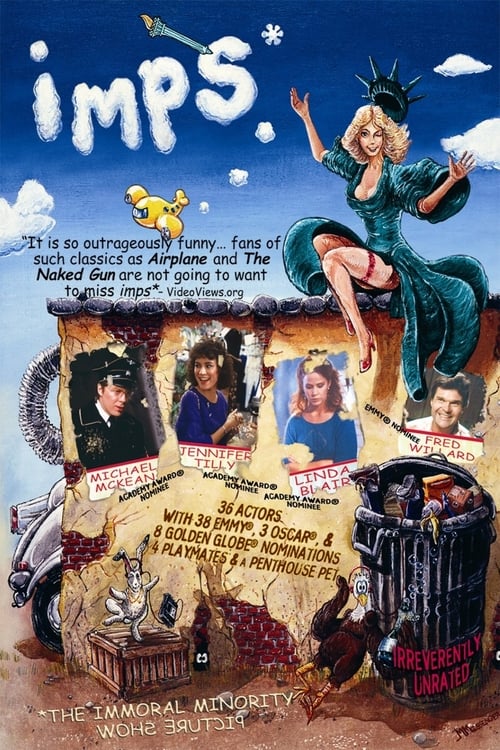 imps*
"It is so outrageously funny... fans of
such classics as Airplane and The
Naked Gun are not going to want
to miss imps*- VideoViews.org
MICHAEL
MCKEAN
ACADEMY AWARD®
NOMINEE
JENNIFER
TILLY
ACADEMY AWARD®
NOMINEE
LINDA
BLAIR
ACADEMY AWARD®
NOMINEE
EMMY® NOMINEE
FRED
WILLARD
36 ACTORS
WITH 38 EMMY®, 3 OSCAR®, &
8 GOLDEN GLOBE® NOMINATIONS
4 PLAYMATES & A PENTHOUSE PET
IRREVERENTLY
UNRATED
*THE IMMORAL MINORITY
PICTURE SHOW